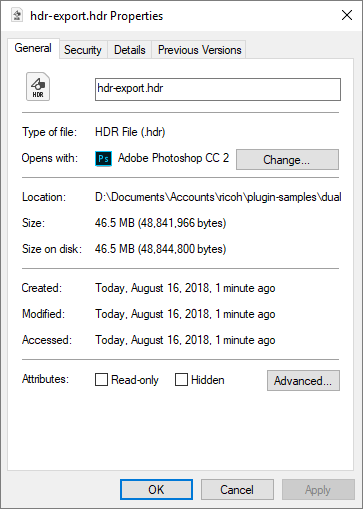 hdr-export.hdr Properties
General Security Details Previous Versions
HDR
hdr-export.hdr
Type of file: HDR File (.hdr)
Opens with: Ps Adobe Photoshop CC 2 Change...
Location: D:\Documents\Accounts\ricoh\plugin-samples\dual
Size: 46.5 MB (48,841,966 bytes)
Size on disk: 46.5 MB (48,844,800 bytes)
Created: Today, August 16, 2018, 1 minute ago
Modified: Today, August 16, 2018, 1 minute ago
Accessed: Today, August 16, 2018, 1 minute ago
Attributes: Read-only Hidden Advanced...
OK Cancel Apply